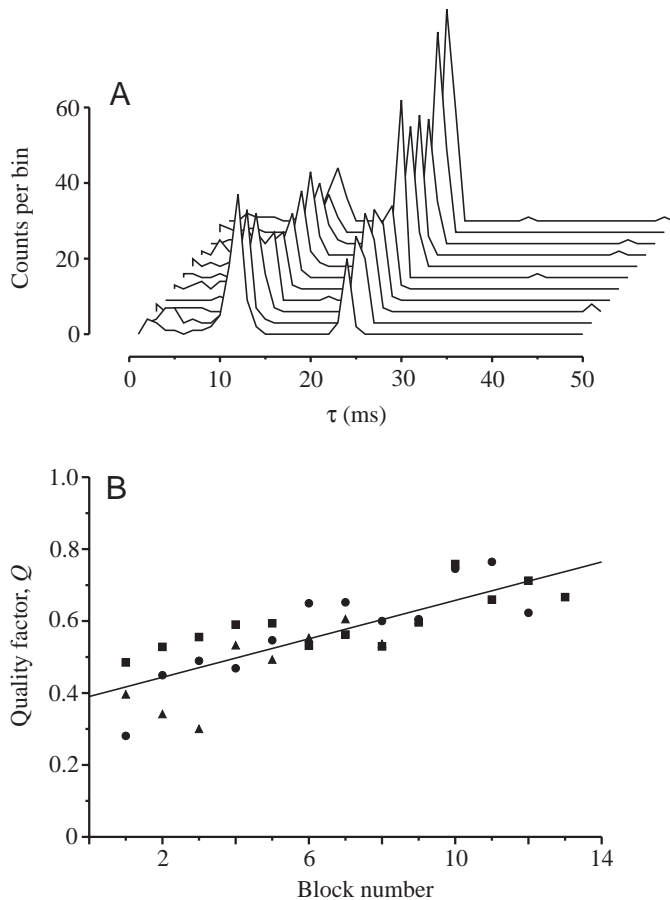 A
60
40
20
0
Counts per bin
0 10 20 30 40 50
τ (ms)
B
1.0
0.8
0.6
0.4
0.2
0
Quality factor, Q
2 6 10 14
Block number